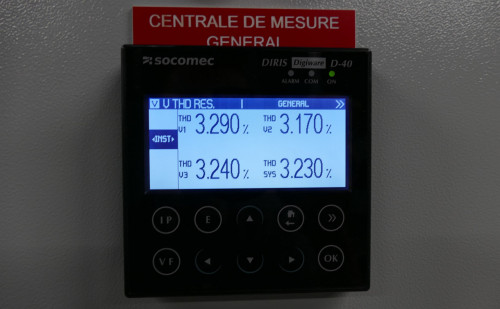 CENTRALE DE MESURE
GENERAL
socomec
DIRIS Digiware D-40
ALARM COM ON
V V THD RES. GENERAL »
THD V1 3.290 %
THD V2 3.170 %
INST
THD V3 3.240 %
THD SYS 3.230 %
I P E »
V F OK